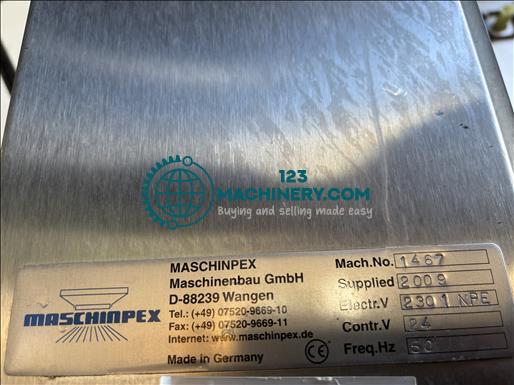 123
MACHINERY.COM
Buying and selling made easy
MASCHINPEX
MASCHINPEX
Maschinenbau GmbH
D-88239 Wangen
Tel.: (+49) 07520-9669-10
Fax: (+49) 07520-9669-11
Internet: www.maschinpex.de
Made in Germany
CE
Mach.No. 1467
Supplied 2009
Electr.V 230 1 NPE
Contr.V 24
Freq.Hz 50